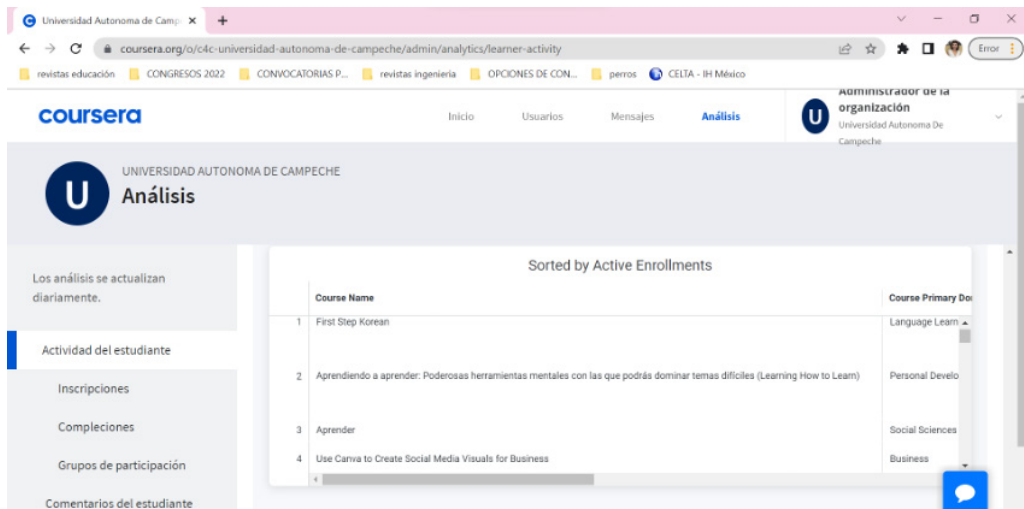 Universidad Autonoma de Camp
coursera.org/o/c4c-universidad-autonoma-de-campeche/admin/analytics/learner-activity
Error
revistas educación
CONGRESOS 2022
CONVOCATORIAS P...
revistas ingenieria
OPCIONES DE CON...
perros
CELTA - IH México
coursera
Inicio
Usuarios
Mensajes
Análisis
U
Administrador de la
organización
Universidad Autonoma De
Campeche
U
UNIVERSIDAD AUTONOMA DE CAMPECHE
Análisis
Los análisis se actualizan
diariamente.
Actividad del estudiante
Inscripciones
Compleciones
Grupos de participación
Comentarios del estudiante
Sorted by Active Enrollments
Course Name Course Primary Do
1 First Step Korean Language Learn
2 Aprendiendo a aprender: Poderosas herramientas mentales con las que podrás dominar temas difíciles (Learning How to Learn) Personal Develo
3 Aprender Social Sciences
4 Use Canva to Create Social Media Visuals for Business Business